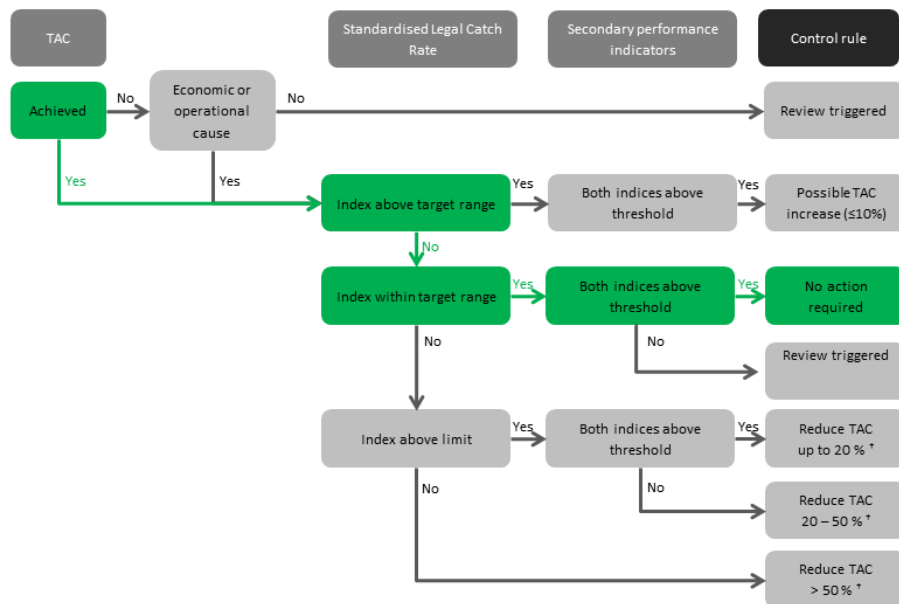 TAC
Standardised Legal Catch
Rate
Secondary performance
indicators
Control rule
Achieved
No
Economic or
operational
cause
No
Review triggered
Yes
Yes
Index above target range
Yes
Both indices above
threshold
Yes
Possible TAC
increase (≤10%)
No
Index within target range
Yes
Both indices above
threshold
Yes
No action
required
No
No
Review triggered
Index above limit
Yes
Both indices above
threshold
Yes
Reduce TAC
up to 20 % †
No
No
Reduce TAC
20 – 50 % †
Reduce TAC
> 50 % †